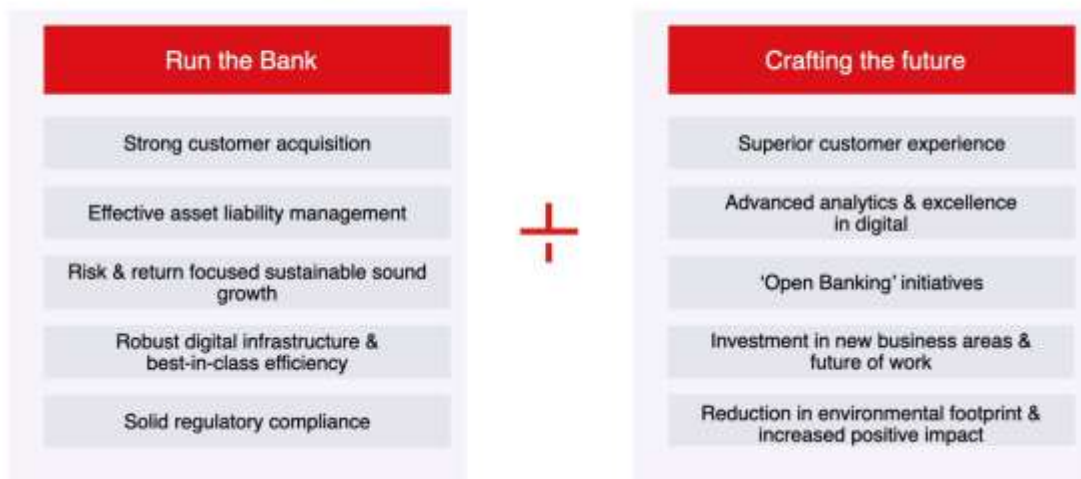 Run the Bank
Strong customer acquisition
Effective asset liability management
Risk & return focused sustainable sound
growth
Robust digital infrastructure &
best-in-class efficiency
Solid regulatory compliance
Crafting the future
Superior customer experience
Advanced analytics & excellence
in digital
‘Open Banking’ initiatives
Investment in new business areas &
future of work
Reduction in environmental footprint &
increased positive impact